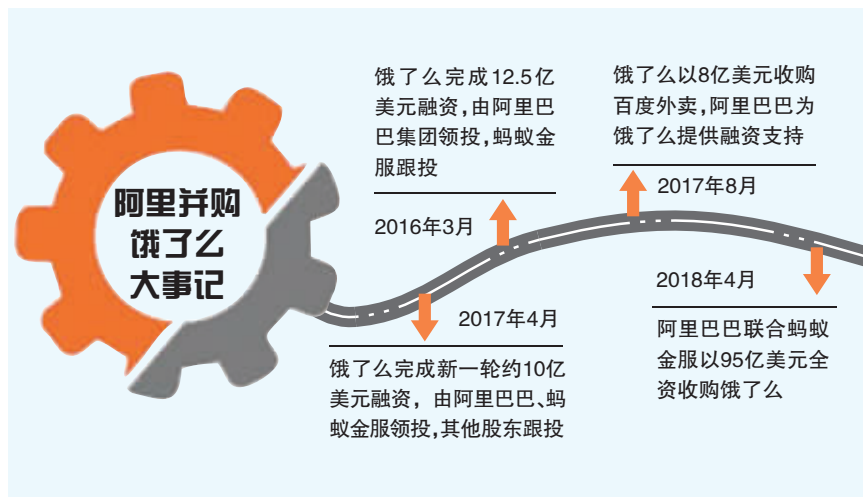 阿里并购
饿了么
大事记
饿了么完成12.5亿
美元融资,由阿里巴
巴集团领投,蚂蚁金
服跟投
2016年3月
2017年4月
饿了么完成新一轮约10亿
美元融资，由阿里巴巴、蚂
蚁金服领投,其他股东跟投
饿了么以8亿美元收购
百度外卖,阿里巴巴为
饿了么提供融资支持
2017年8月
2018年4月
阿里巴巴联合蚂蚁
金服以95亿美元全
资收购饿了么